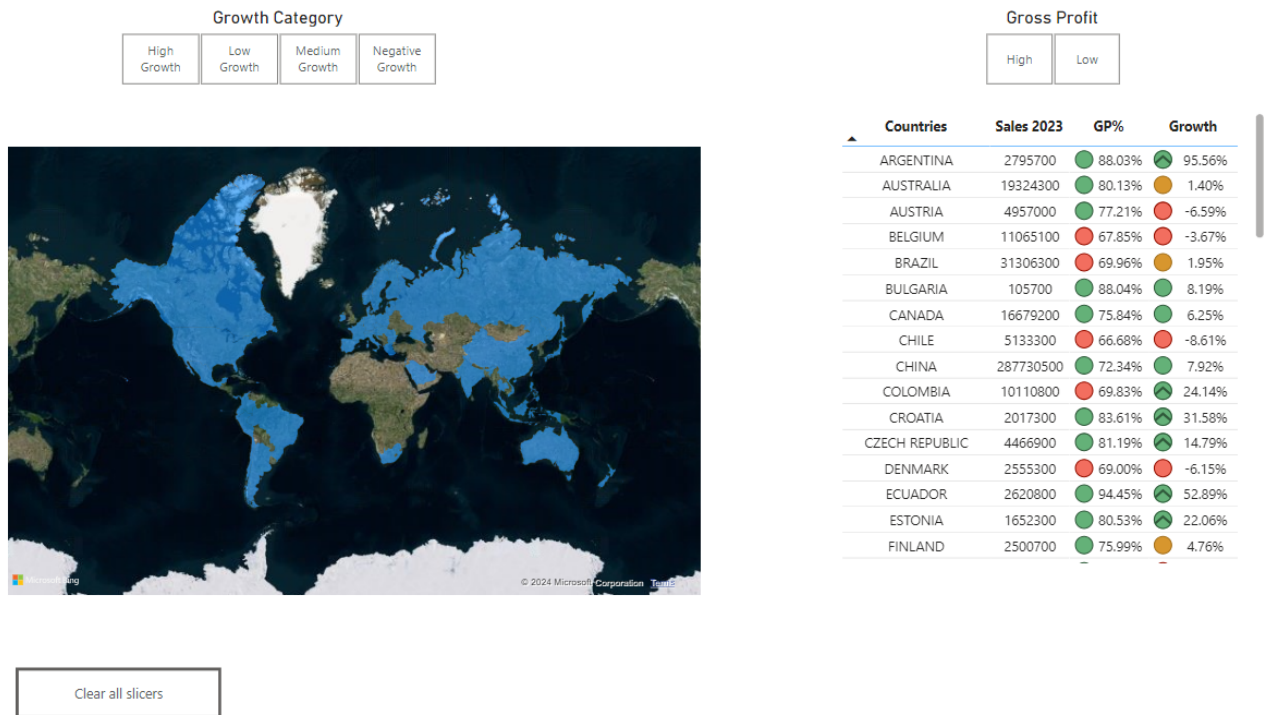 Growth Category
High Growth
Low Growth
Medium Growth
Negative Growth
Gross Profit
High
Low
Countries Sales 2023 GP% Growth
ARGENTINA 2795700 88.03% 95.56%
AUSTRALIA 19324300 80.13% 1.40%
AUSTRIA 4957000 77.21% -6.59%
BELGIUM 11065100 67.85% -3.67%
BRAZIL 31306300 69.96% 1.95%
BULGARIA 105700 88.04% 8.19%
CANADA 16679200 75.84% 6.25%
CHILE 5133300 66.68% -8.61%
CHINA 287730500 72.34% 7.92%
COLOMBIA 10110800 69.83% 24.14%
CROATIA 2017300 83.61% 31.58%
CZECH REPUBLIC 4466900 81.19% 14.79%
DENMARK 2555300 69.00% -6.15%
ECUADOR 2620800 94.45% 52.89%
ESTONIA 1652300 80.53% 22.06%
FINLAND 2500700 75.99% 4.76%
Microsoft Bing
© 2024 Microsoft Corporation
Clear all slicers